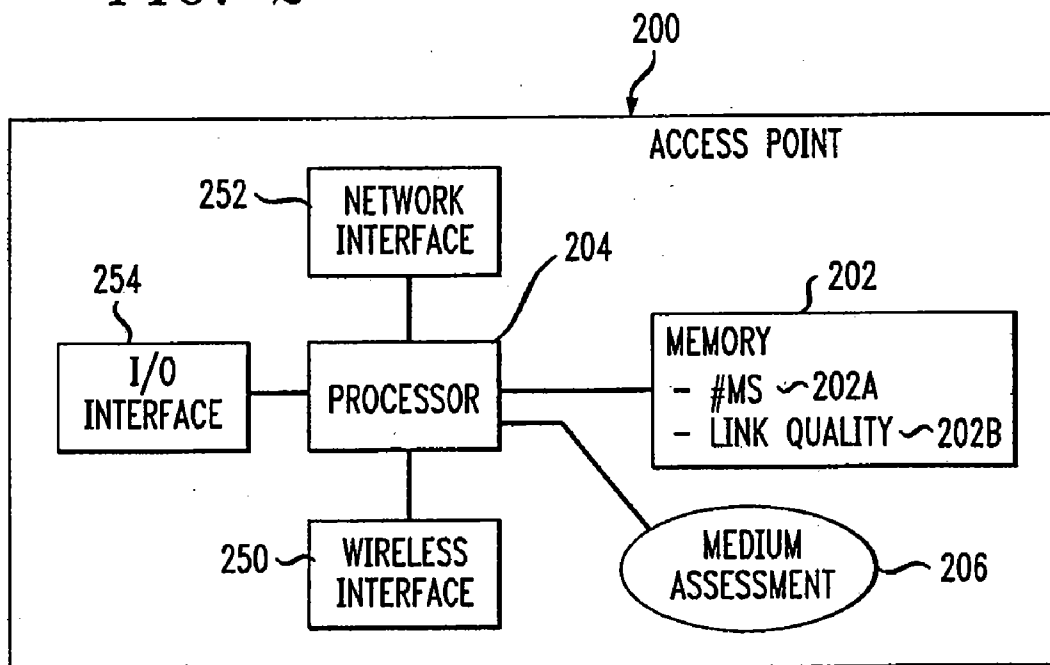 200
ACCESS POINT
252
NETWORK
INTERFACE
204
254
202
I/O
INTERFACE
PROCESSOR
MEMORY
- #MS 202A
- LINK QUALITY 202B
250
WIRELESS
INTERFACE
MEDIUM
ASSESSMENT
206